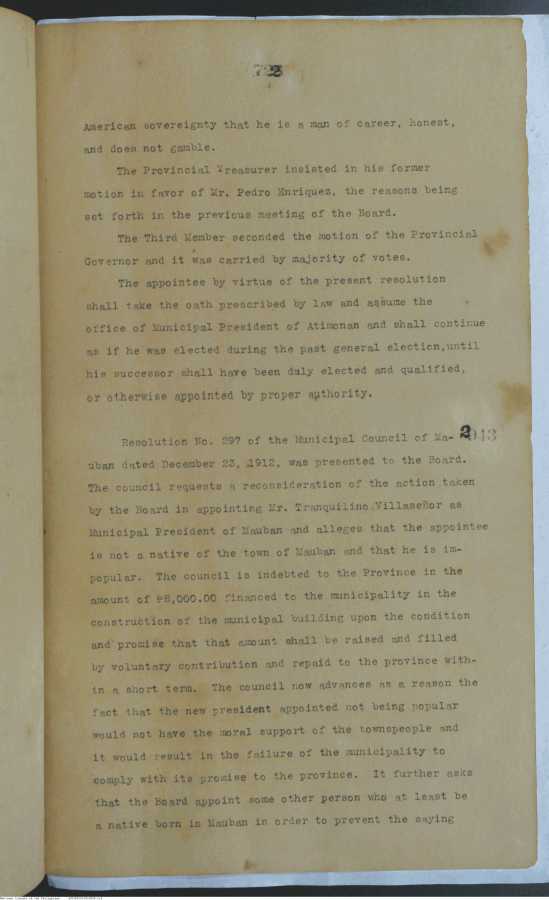 723
American sovereignty that he is a man of career, honest,
and does not gamble.
The Provincial Treasurer insisted in his former
motion in favor of Mr. Pedro Enriquez, the reasons being
set forth in the previous meeting of the Board.
The Third Member seconded the motion of the Provincial
Governor and it was carried by majority of votes.
The appointee by virtue of the present resolution
shall take the oath prescribed by law and assume the
office of Municipal President of Atimonan and shall continue
as if he was elected during the past general election,until
his successor shall have been duly elected and qualified,
or otherwise appointed by proper authority.
Resolution No. 297 of the Municipal Council of Ma- 2043
uban dated December 23, 1912, was presented to the Board.
The council requests a reconsideration of the action taken
by the Board in appointing Mr. Tranquilino Villaseñor as
Municipal President of Mauban and alleges that the appointee
is not a native of the town of Mauban and that he is im-
popular. The council is indebted to the Province in the
amount of ₱8,000.00 financed to the municipality in the
construction of the municipal building upon the condition
and promise that that amount shall be raised and filled
by voluntary contribution and repaid to the province with-
in a short term. The council now advances as a reason the
fact that the new president appointed not being popular
would not have the moral support of the townspeople and
it would result in the failure of the municipality to
comply with its promise to the province. It further asks
that the Board appoint some other person who at least be
a native born in Mauban in order to prevent the saying